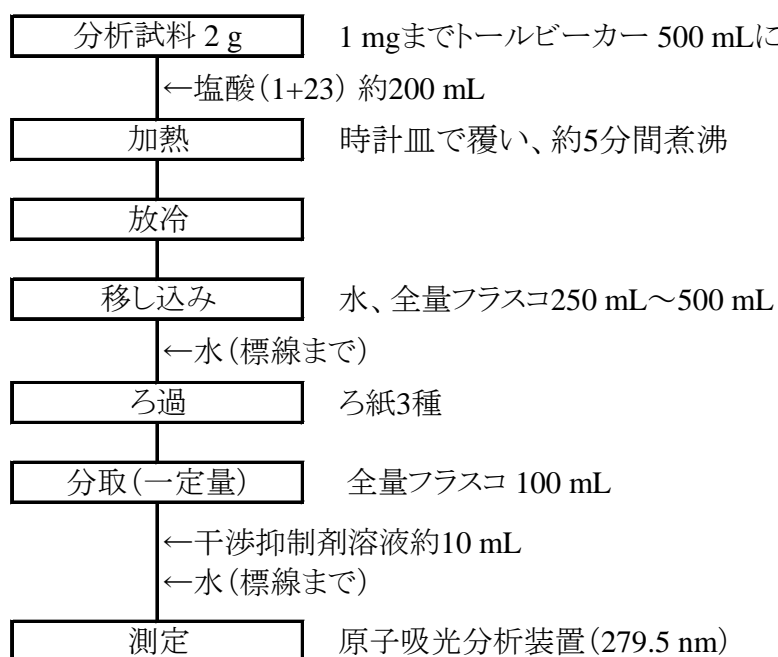 分析試料 2 g 1 mgまでトールビーカー 500 mLに
←塩酸(1+23) 約200 mL
加熱 時計皿で覆い、約5分間煮沸
放冷
移し込み 水、全量フラスコ250 mL~500 mL
←水(標線まで)
ろ過 ろ紙3種
分取(一定量) 全量フラスコ 100 mL
←干渉抑制剤溶液約10 mL
←水(標線まで)
測定 原子吸光分析装置(279.5 nm)